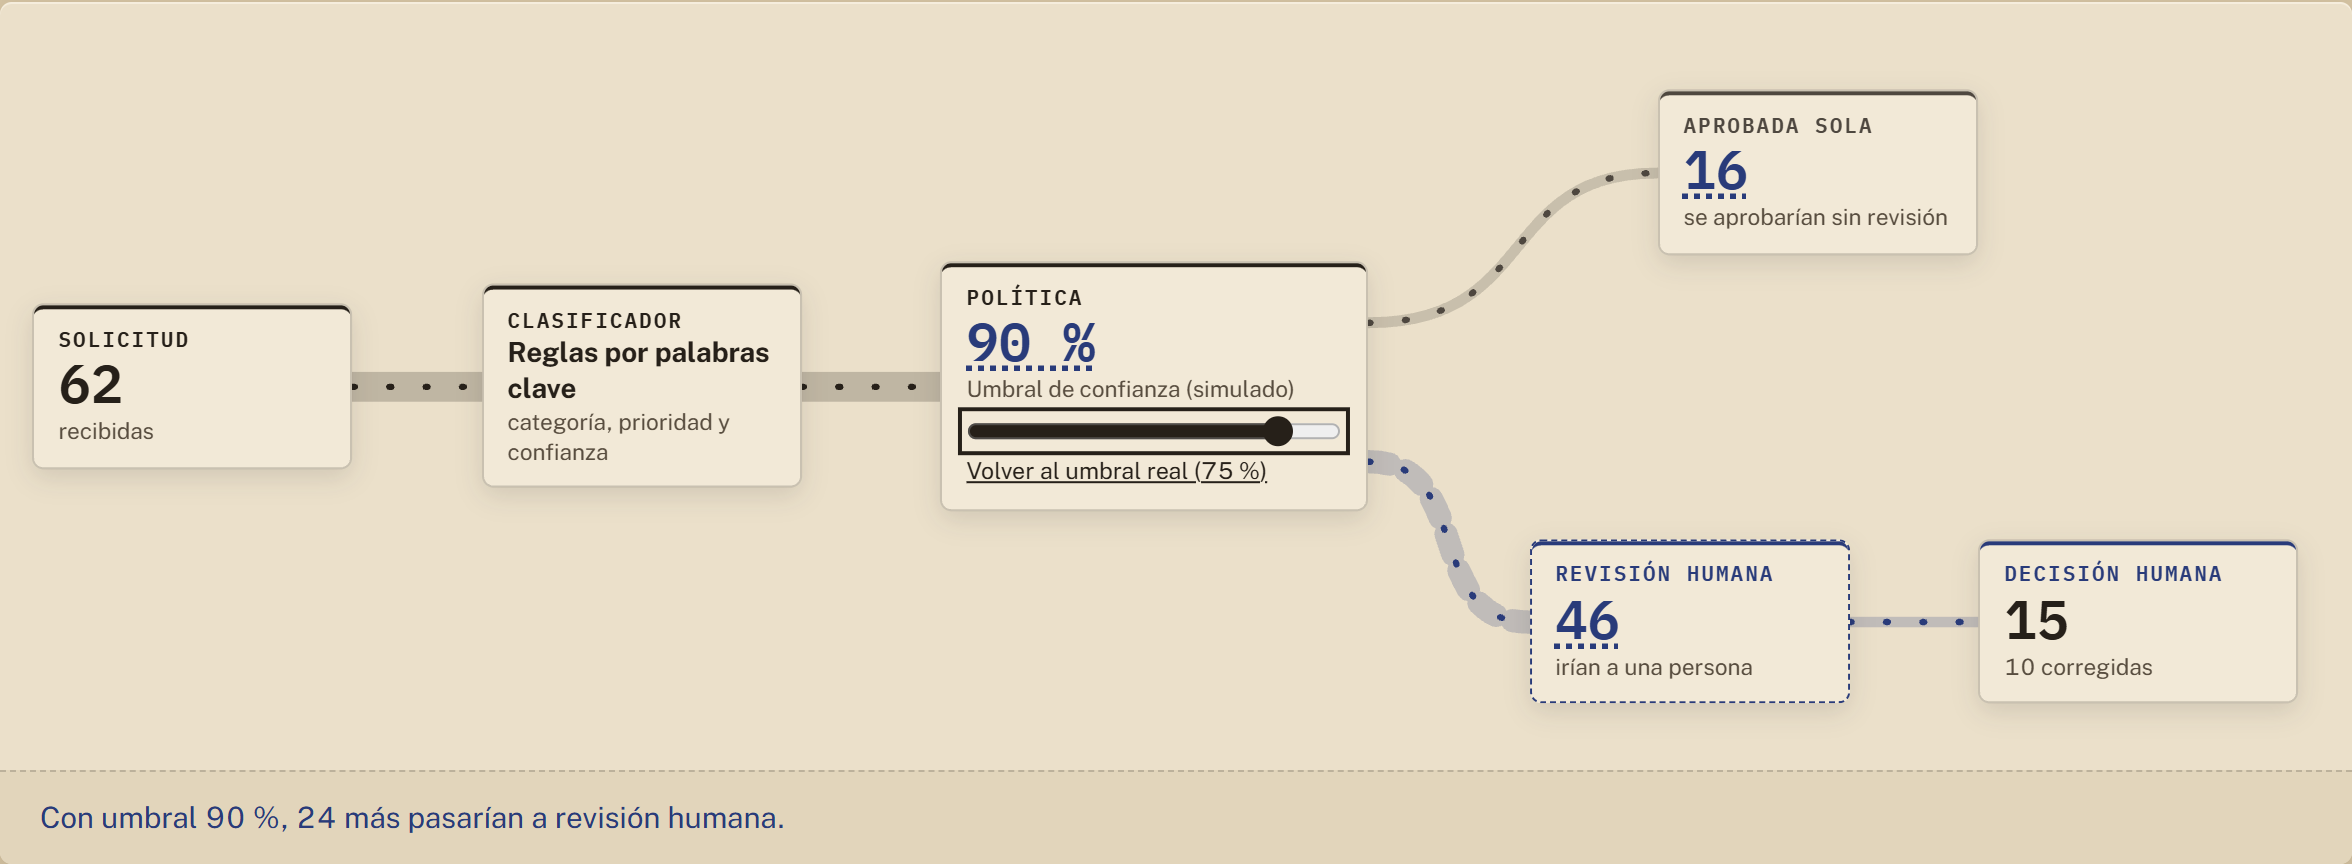 SOLICITUD
62
recibidas
CLASIFICADOR
Reglas por palabras
clave
categoría, prioridad y
confianza
POLÍTICA
90 %
Umbral de confianza (simulado)
Volver al umbral real (75 %)
APROBADA SOLA
16
se aprobarían sin revisión
REVISIÓN HUMANA
46
irían a una persona
DECISIÓN HUMANA
15
10 corregidas
Con umbral 90 %, 24 más pasarían a revisión humana.